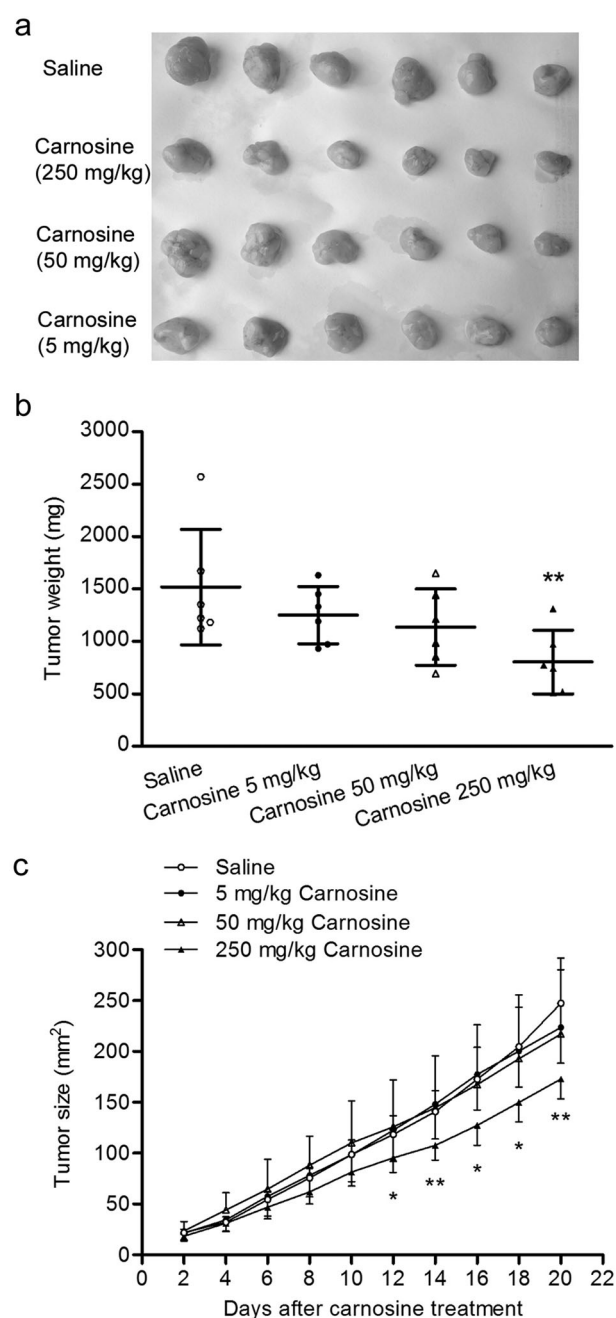 a
Saline
Carnosine
(250 mg/kg)
Carnosine
(50 mg/kg)
Carnosine
(5 mg/kg)
b
3000
2500
2000
1500
1000
500
0
Tumor weight (mg)
**
Saline
Carnosine 5 mg/kg
Carnosine 50 mg/kg
Carnosine 250 mg/kg
c
Saline
5 mg/kg Carnosine
50 mg/kg Carnosine
250 mg/kg Carnosine
300
250
200
150
100
50
0
Tumor size (mm²)
* ** * * **
0 2 4 6 8 10 12 14 16 18 20 22
Days after carnosine treatment